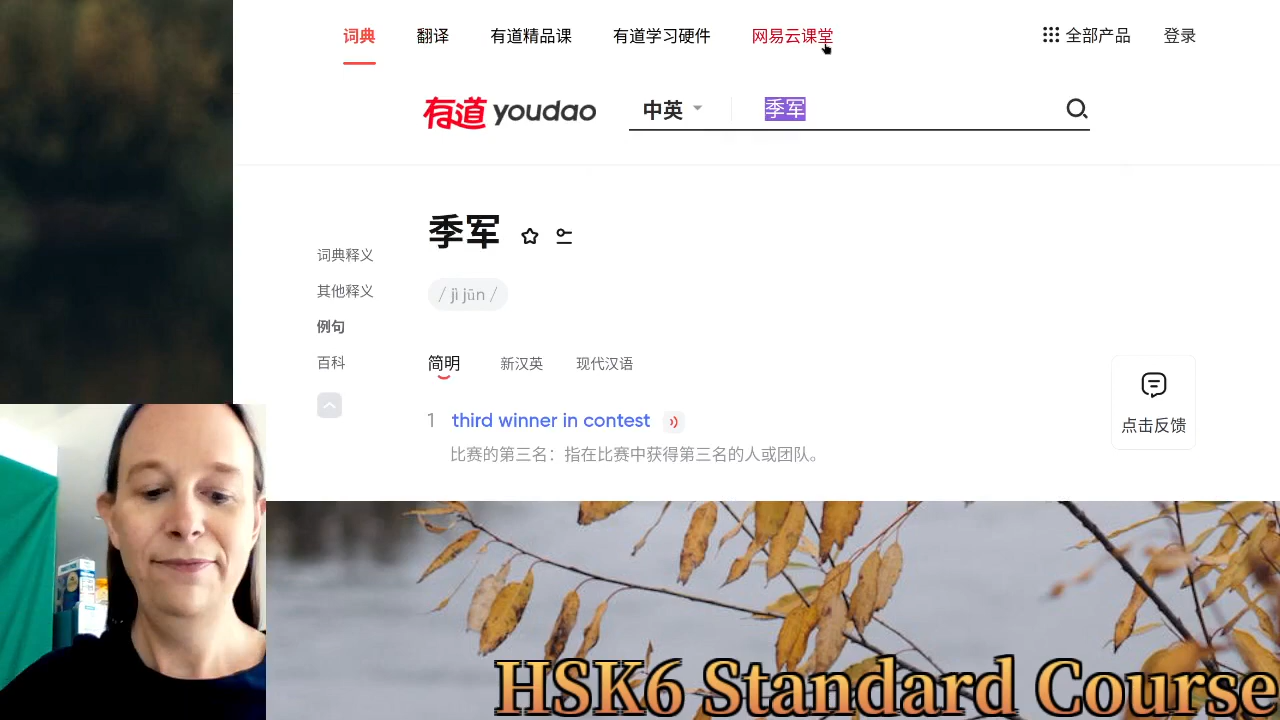 词典 翻译 有道精品课 有道学习硬件 网易云课堂 全部产品 登录
有道 youdao 中英 季军
季军
/ jì jūn /
词典释义
其他释义
例句
百科
简明 新汉英 现代汉语
1 third winner in contest
比赛的第三名：指在比赛中获得第三名的人或团队。
点击反馈
HSK6 Standard Course